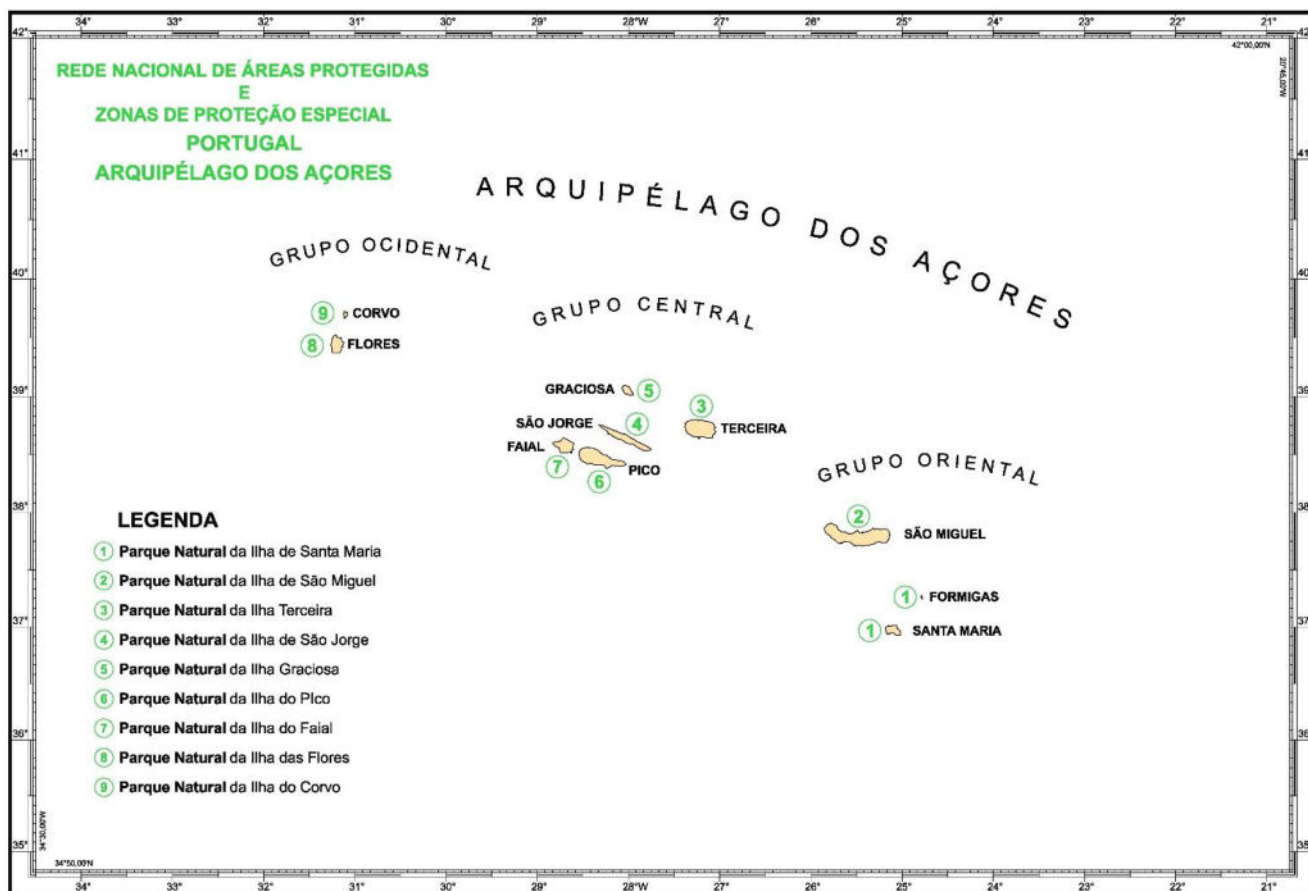 34° 33° 32° 31° 30° 29° 28°W 27° 26° 25° 24° 23° 22° 21°
42° 42°
42°00,00'N
20°45,00'W
REDE NACIONAL DE ÁREAS PROTEGIDAS
E
ZONAS DE PROTEÇÃO ESPECIAL
PORTUGAL
ARQUIPÉLAGO DOS AÇORES
41° 41°
ARQUIPÉLAGO DOS AÇORES
GRUPO OCIDENTAL
40° 40°
9 CORVO
GRUPO CENTRAL
8 FLORES
39° 39°
GRACIOSA 5
3
SÃO JORGE 4
TERCEIRA
FAIAL
7
PICO
6
GRUPO ORIENTAL
38° 38°
2
SÃO MIGUEL
1 FORMIGAS
37° 37°
1 SANTA MARIA
LEGENDA
1 Parque Natural da Ilha de Santa Maria
2 Parque Natural da Ilha de São Miguel
3 Parque Natural da Ilha Terceira
4 Parque Natural da Ilha de São Jorge
5 Parque Natural da Ilha Graciosa
6 Parque Natural da Ilha do PIco
7 Parque Natural da Ilha do Faial
8 Parque Natural da Ilha das Flores
9 Parque Natural da Ilha do Corvo
36° 36°
35° 35°
34°30,00'W
34°50,00'N
34° 33° 32° 31° 30° 29° 28°W 27° 26° 25° 24° 23° 22° 21°